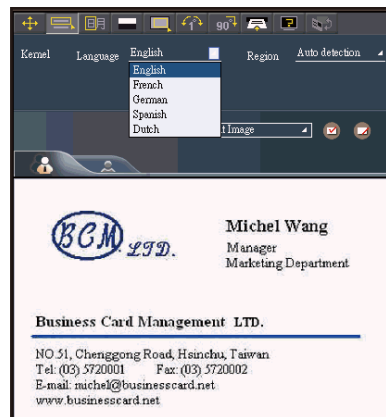 90°
Kernel Language English Region Auto detection
English
French
German
Spanish
Dutch
t Image
BCM LTD.
Michel Wang
Manager
Marketing Department
Business Card Management LTD.
NO.51, Chenggong Road, Hsinchu, Taiwan
Tel: (03) 5720001 Fax: (03) 5720002
E-mail: michel@businesscard.net
www.businesscard.net